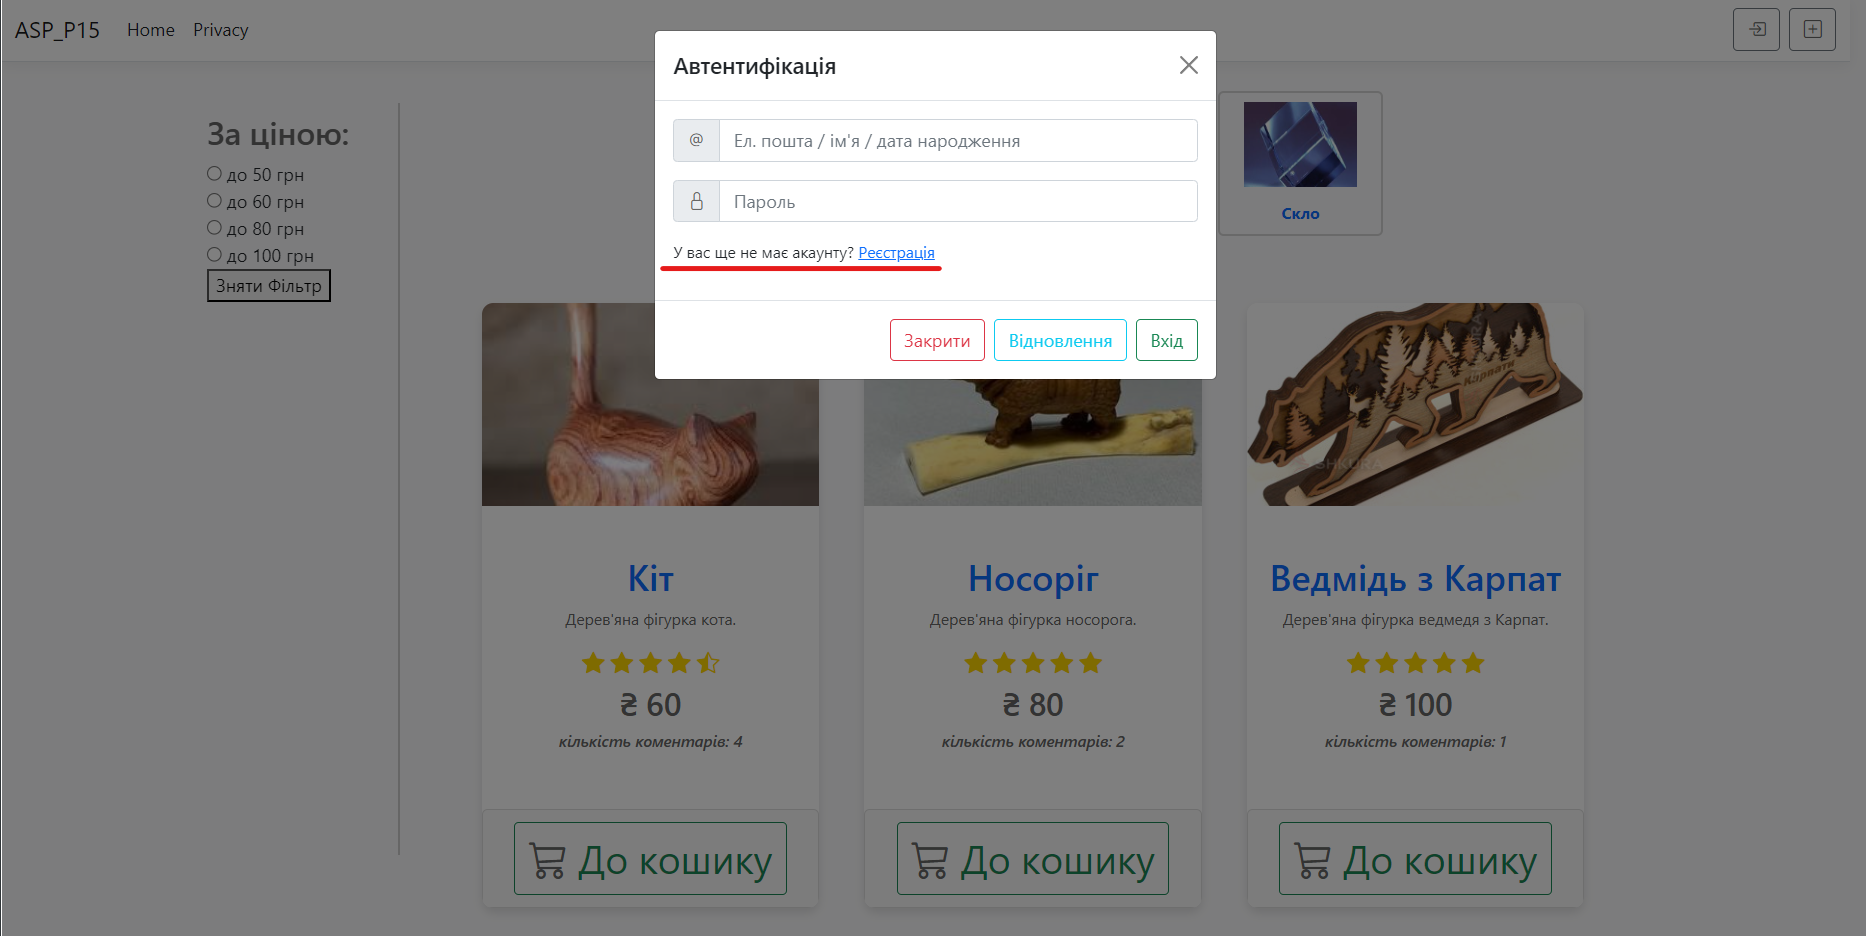 ASP_P15 Home Privacy
Автентифікація
@ Ел. пошта / ім'я / дата народження
Пароль
У вас ще не має акаунту? Реєстрація
Закрити Відновлення Вхід
За ціною:
до 50 грн
до 60 грн
до 80 грн
до 100 грн
Зняти Фільтр
Скло
Карпати
SHKURA
Кіт
Дерев'яна фігурка кота.
₴ 60
кількість коментарів: 4
До кошику
Носоріг
Дерев'яна фігурка носорога.
₴ 80
кількість коментарів: 2
До кошику
Ведмідь з Карпат
Дерев'яна фігурка ведмедя з Карпат.
₴ 100
кількість коментарів: 1
До кошику